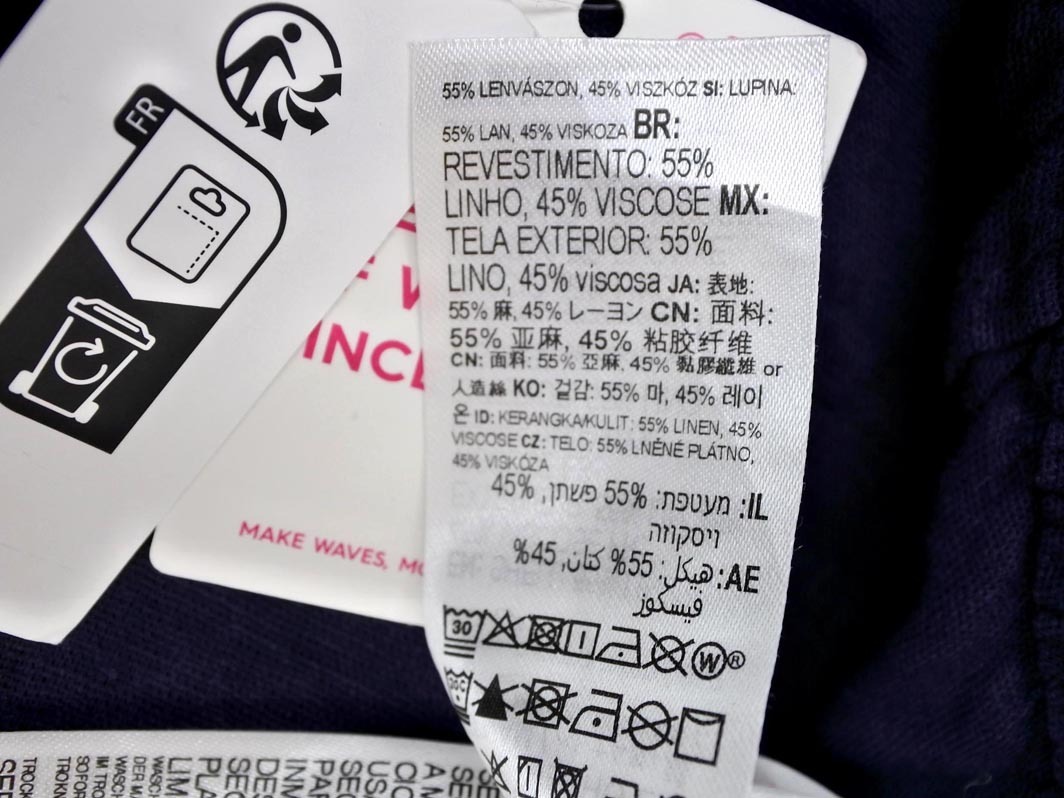 FR
INCL
MAKE WAVES,
55% LENVÁSZON, 45% VISZKÓZ SI: LUPINA:
55% LAN, 45% VISKOZA BR:
REVESTIMENTO: 55%
LINHO, 45% VISCOSE MX:
TELA EXTERIOR: 55%
LINO, 45% viscosa JA: 表地:
55% 麻, 45% レーヨン CN: 面料:
55% 亚麻, 45% 粘胶纤维
CN: 面料: 55% 亞麻, 45% 黏膠纖維 or
人造絲 KO: 겉감: 55% 마, 45% 레이
온 ID: KERANGKA/KULIT: 55% LINEN, 45%
VISCOSE CZ: TELO: 55% LNĚNÉ PLÁTNO,
45% VISKÓZA
IL: מעטפת: 55% פשתן, 45%
ויסקוזה
AE: هيكل: 55% كتان, 45%
فيسكوز
30 W®
30C